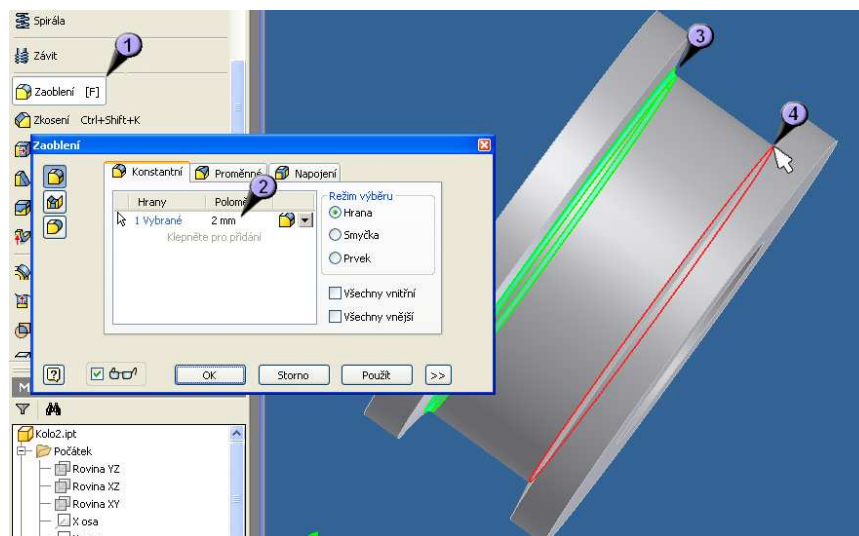 Spirála
1
Závit
Zaoblení [F]
Zkosení Ctrl+Shift+K
Zaoblení
Konstantní
Proměnné
Napojení
2
Hrany
1 Vybrané
2 mm
Klepněte pro přidání
Režim výběru
Hrana
Smyčka
Prvek
Všechny vnitřní
Všechny vnější
OK
Storno
Použít
>>
3
4
Kolo2.ipt
Počátek
Rovina YZ
Rovina XZ
Rovina XY
X osa